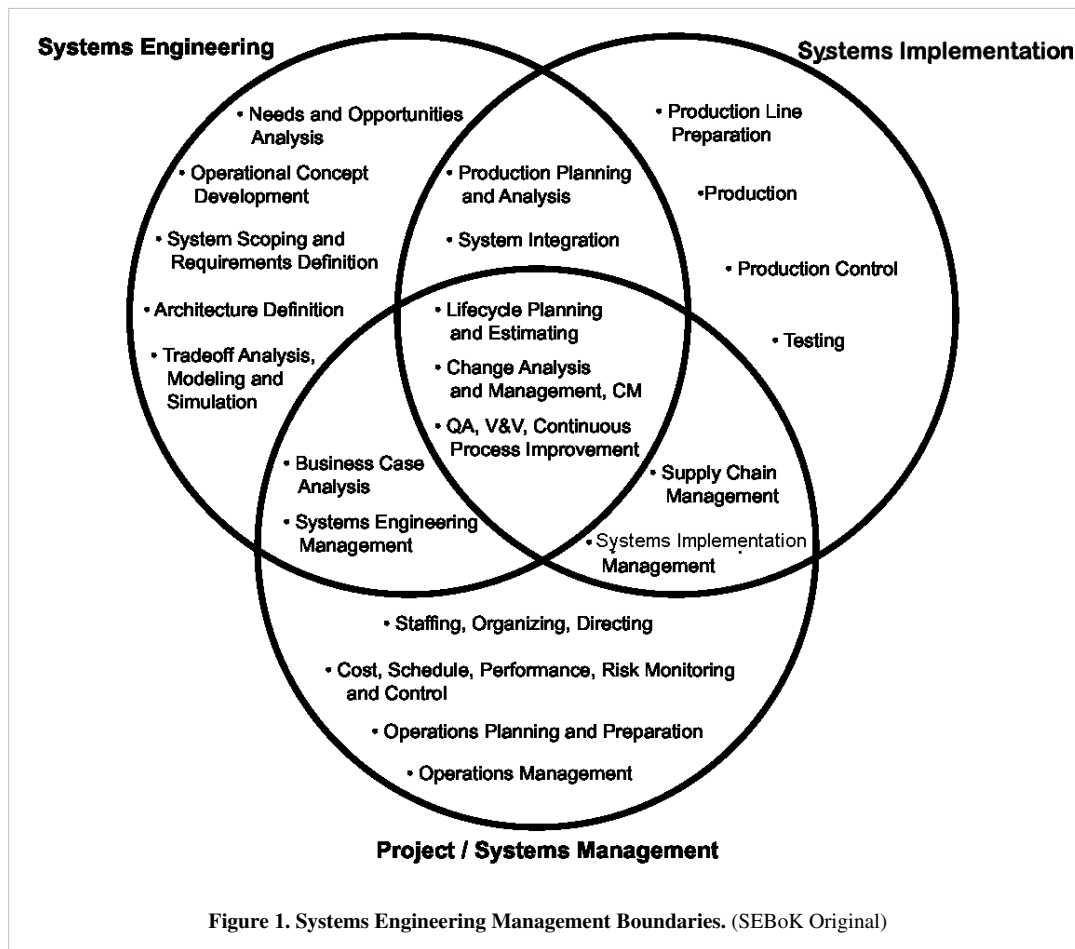 Systems Engineering
Systems Implementation
• Needs and Opportunities
Analysis
• Operational Concept
Development
• System Scoping and
Requirements Definition
• Architecture Definition
• Tradeoff Analysis,
Modeling and
Simulation
• Production Planning
and Analysis
• System Integration
• Production Line
Preparation
• Production
• Production Control
• Testing
• Lifecycle Planning
and Estimating
• Change Analysis
and Management, CM
• QA, V&V, Continuous
Process Improvement
• Business Case
Analysis
• Systems Engineering
Management
• Supply Chain
Management
• Systems Implementation
Management
• Staffing, Organizing, Directing
• Cost, Schedule, Performance, Risk Monitoring
and Control
• Operations Planning and Preparation
• Operations Management
Project / Systems Management
Figure 1. Systems Engineering Management Boundaries. (SEBoK Original)